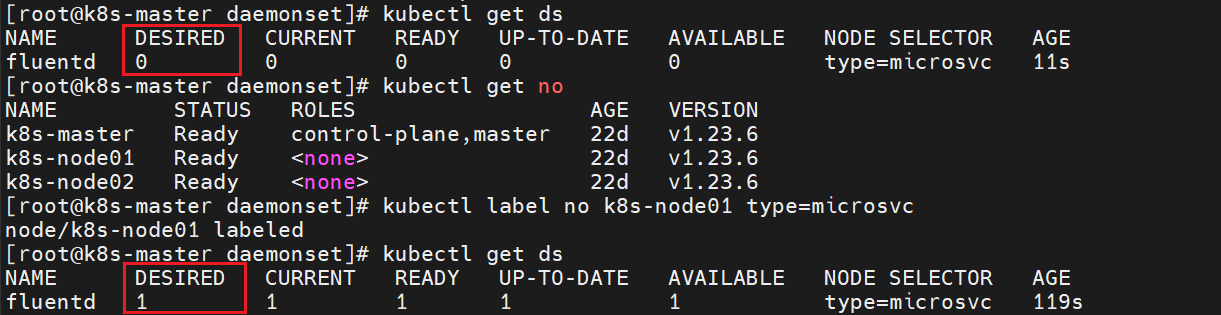 [root@k8s-master daemonset]# kubectl get ds
NAME      DESIRED   CURRENT   READY   UP-TO-DATE   AVAILABLE   NODE SELECTOR   AGE
fluentd   0         0         0       0            0           type=microsvc   11s
[root@k8s-master daemonset]# kubectl get no
NAME         STATUS   ROLES                  AGE   VERSION
k8s-master   Ready    control-plane,master   22d   v1.23.6
k8s-node01   Ready    <none>                 22d   v1.23.6
k8s-node02   Ready    <none>                 22d   v1.23.6
[root@k8s-master daemonset]# kubectl label no k8s-node01 type=microsvc
node/k8s-node01 labeled
[root@k8s-master daemonset]# kubectl get ds
NAME      DESIRED   CURRENT   READY   UP-TO-DATE   AVAILABLE   NODE SELECTOR   AGE
fluentd   1         1         1       1            1           type=microsvc   119s